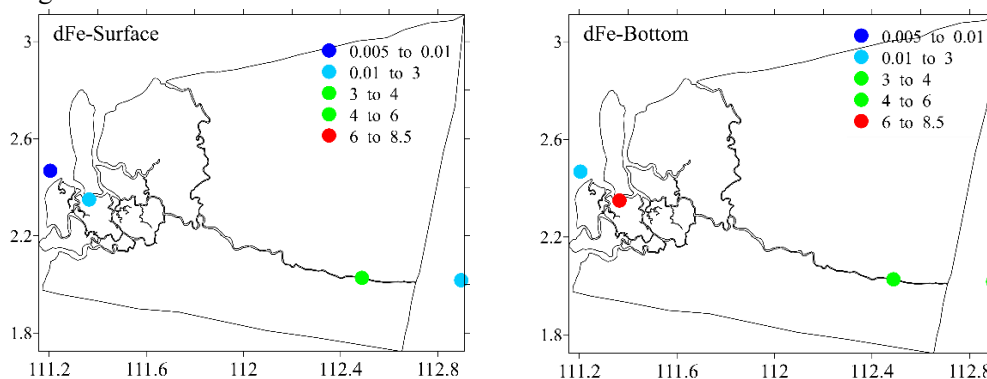 dFe-Surface
0.005 to 0.01
0.01 to 3
3 to 4
4 to 6
6 to 8.5
3
2.6
2.2
1.8
111.2 111.6 112 112.4 112.8
dFe-Bottom
0.005 to 0.01
0.01 to 3
3 to 4
4 to 6
6 to 8.5
3
2.6
2.2
1.8
111.2 111.6 112 112.4 112.8